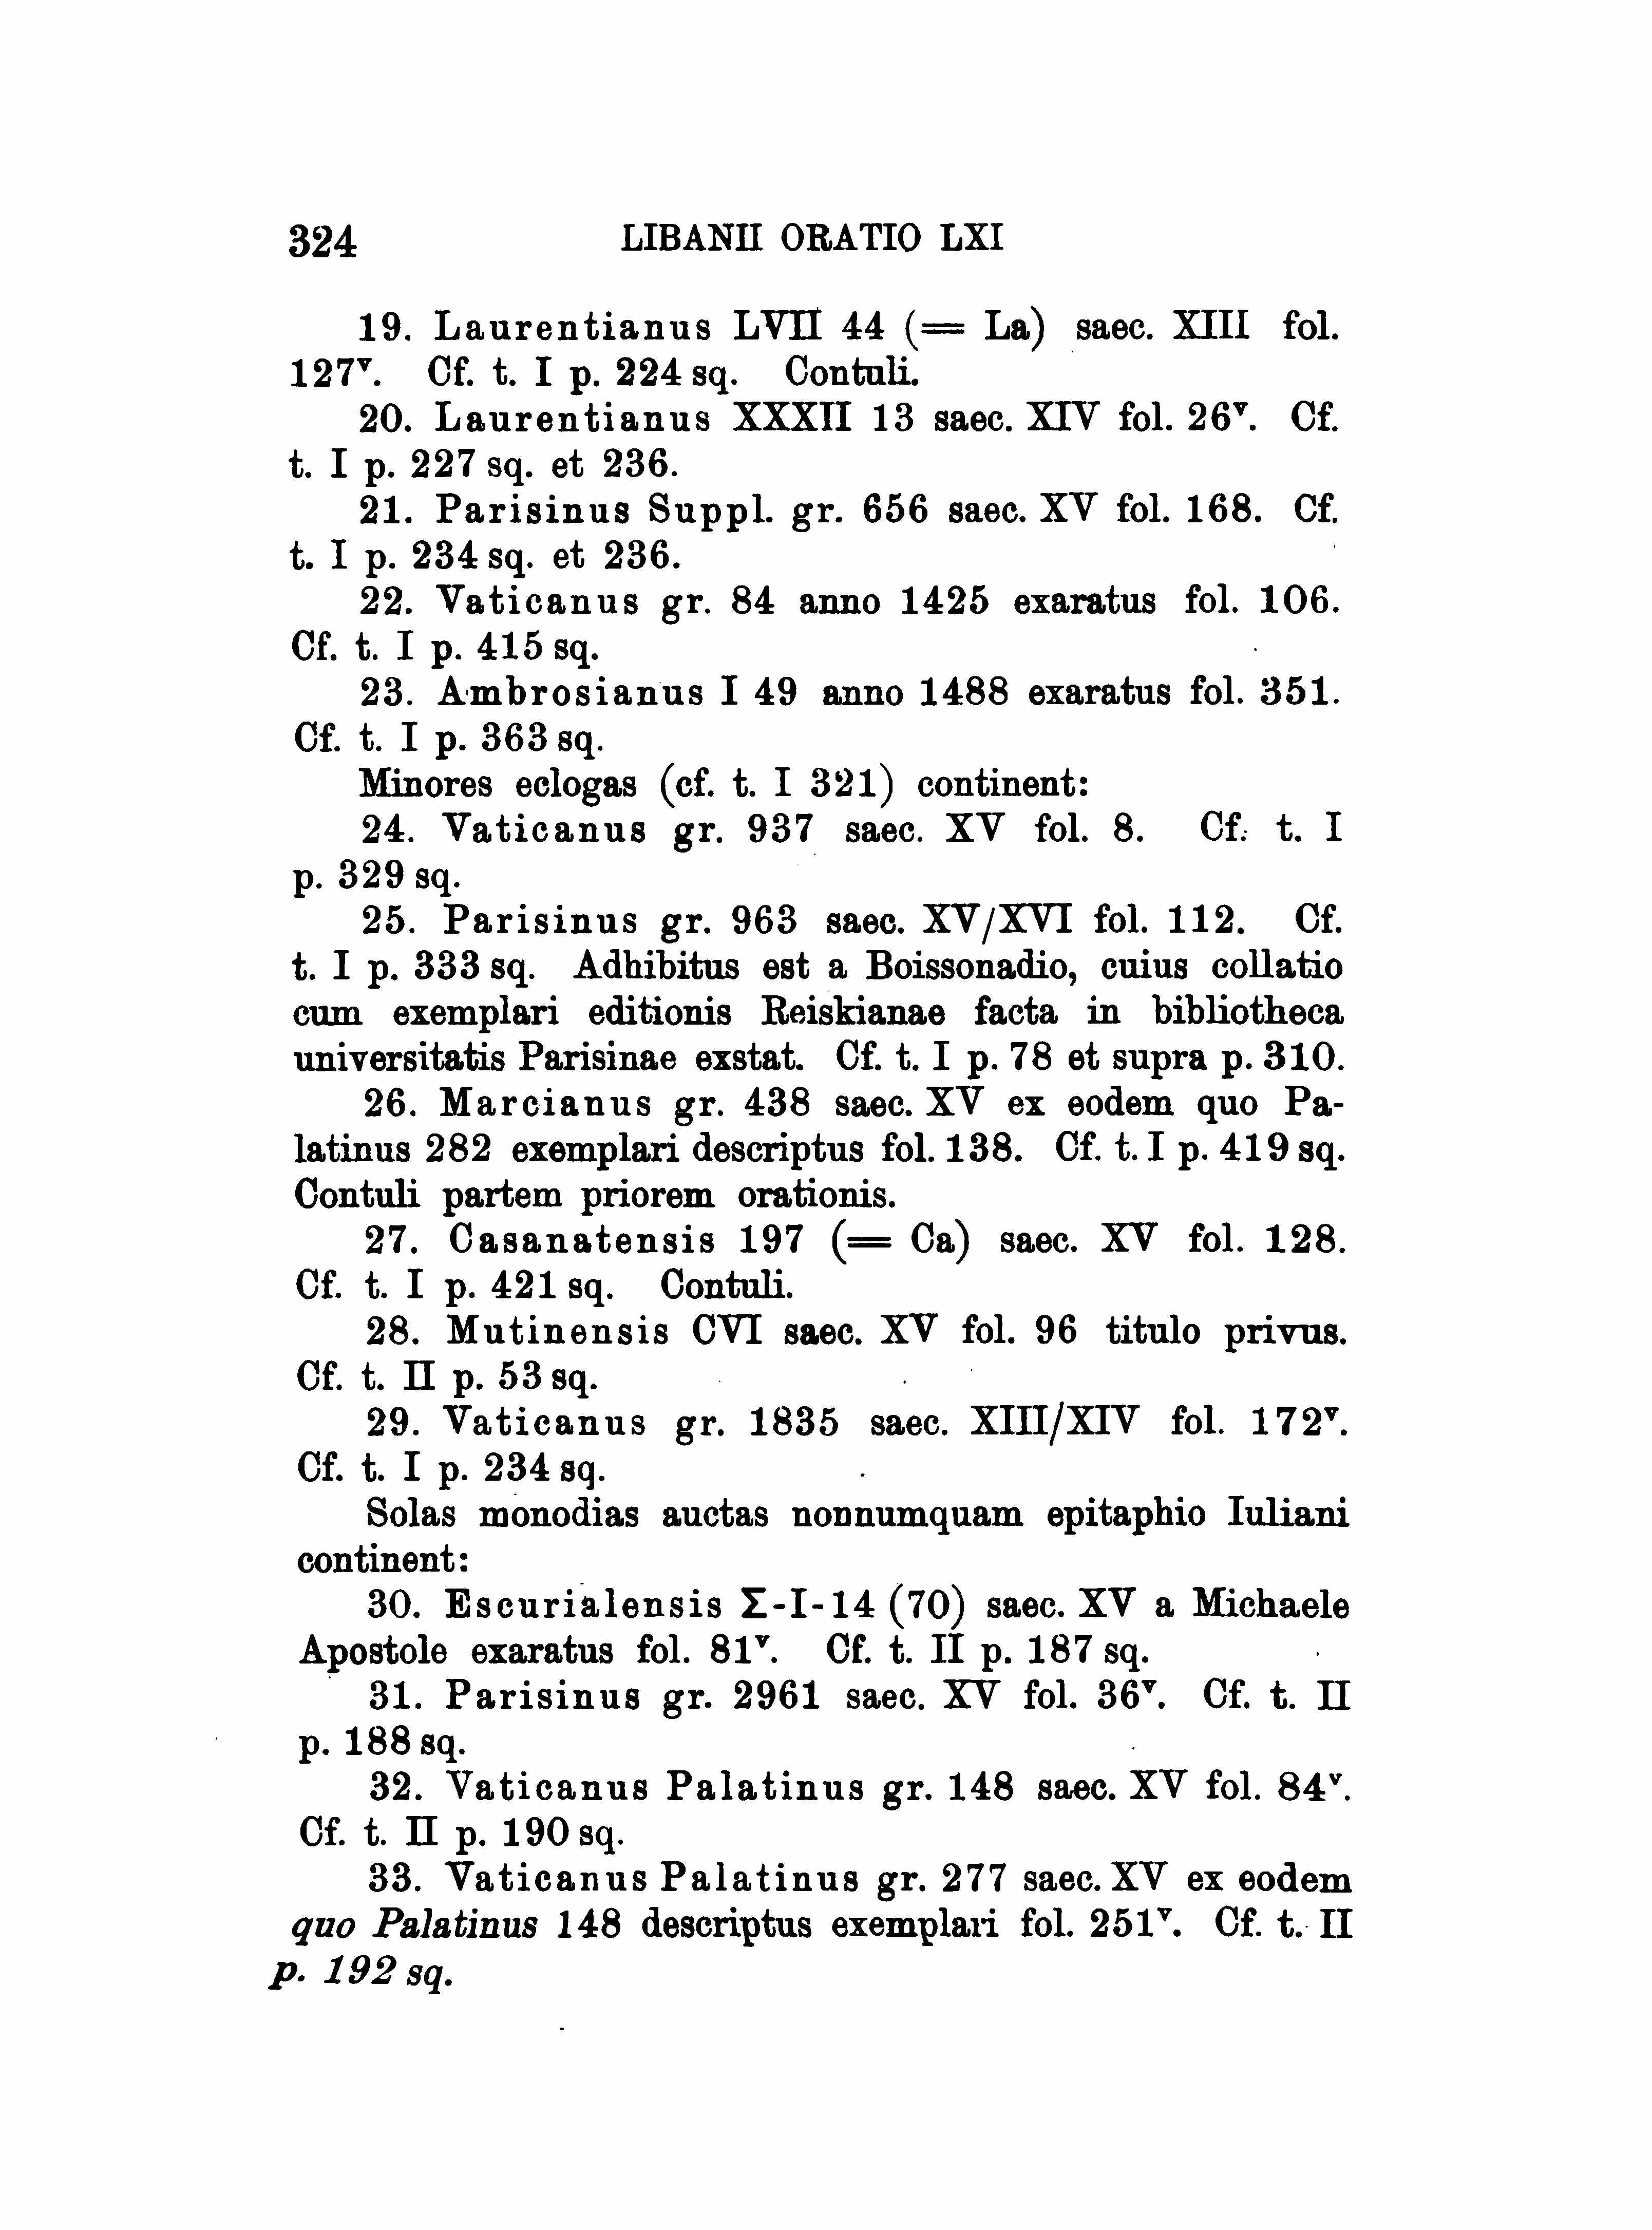 324 LIBANII ORATIO LXI
19. Laurentianus LVII 44 (= La) saec. XIII fol.
127ᵛ. Cf. t. I p. 224 sq. Contuli.
20. Laurentianus XXXII 13 saec. XIV fol. 26ᵛ. Cf.
t. I p. 227 sq. et 236.
21. Parisinus Suppl. gr. 656 saec. XV fol. 168. Cf.
t. I p. 234 sq. et 236.
22. Vaticanus gr. 84 anno 1425 exaratus fol. 106.
Cf. t. I p. 415 sq.
23. Ambrosianus I 49 anno 1488 exaratus fol. 351.
Cf. t. I p. 363 sq.
Minores eclogas (cf. t. I 321) continent:
24. Vaticanus gr. 937 saec. XV fol. 8. Cf. t. I
p. 329 sq.
25. Parisinus gr. 963 saec. XV/XVI fol. 112. Cf.
t. I p. 333 sq. Adhibitus est a Boissonadio, cuius collatio
cum exemplari editionis Reiskianae facta in bibliotheca
universitatis Parisinae exstat. Cf. t. I p. 78 et supra p. 310.
26. Marcianus gr. 438 saec. XV ex eodem quo Pa-
latinus 282 exemplari descriptus fol. 138. Cf. t. I p. 419 sq.
Contuli partem priorem orationis.
27. Casanatensis 197 (= Ca) saec. XV fol. 128.
Cf. t. I p. 421 sq. Contuli.
28. Mutinensis CVI saec. XV fol. 96 titulo privus.
Cf. t. II p. 53 sq.
29. Vaticanus gr. 1835 saec. XIII/XIV fol. 172ᵛ.
Cf. t. I p. 234 sq.
Solas monodias auctas nonnumquam epitaphio Iuliani
continent:
30. Escurialensis Σ-I-14 (70) saec. XV a Michaele
Apostole exaratus fol. 81ᵛ. Cf. t. II p. 187 sq.
31. Parisinus gr. 2961 saec. XV fol. 36ᵛ. Cf. t. II
p. 188 sq.
32. Vaticanus Palatinus gr. 148 saec. XV fol. 84ᵛ.
Cf. t. II p. 190 sq.
33. Vaticanus Palatinus gr. 277 saec. XV ex eodem
quo Palatinus 148 descriptus exemplari fol. 251ᵛ. Cf. t. II
p. 192 sq.